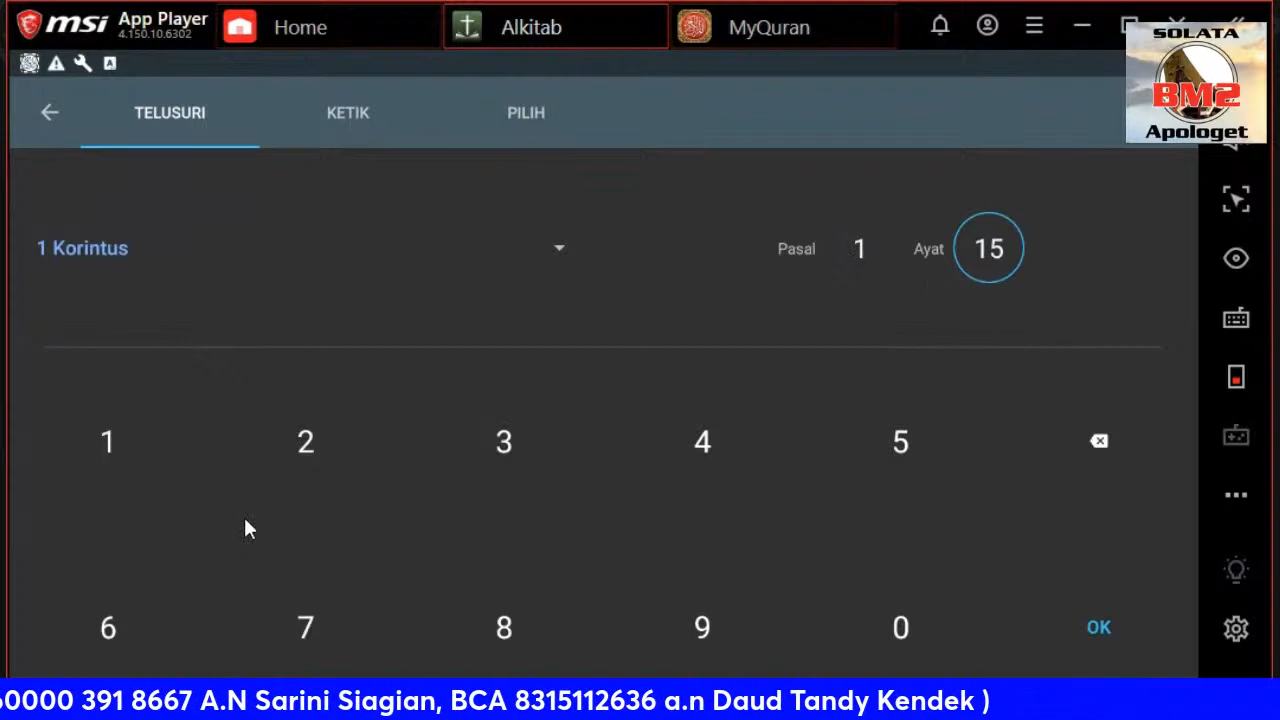 msi App Player
4.150.10.6302
Home
Alkitab
MyQuran
SOLATA
BM2
Apologet
TELUSURI
KETIK
PILIH
1 Korintus
Pasal 1 Ayat 15
1 2 3 4 5
6 7 8 9 0 OK
60000 391 8667 A.N Sarini Siagian, BCA 8315112636 a.n Daud Tandy Kendek )